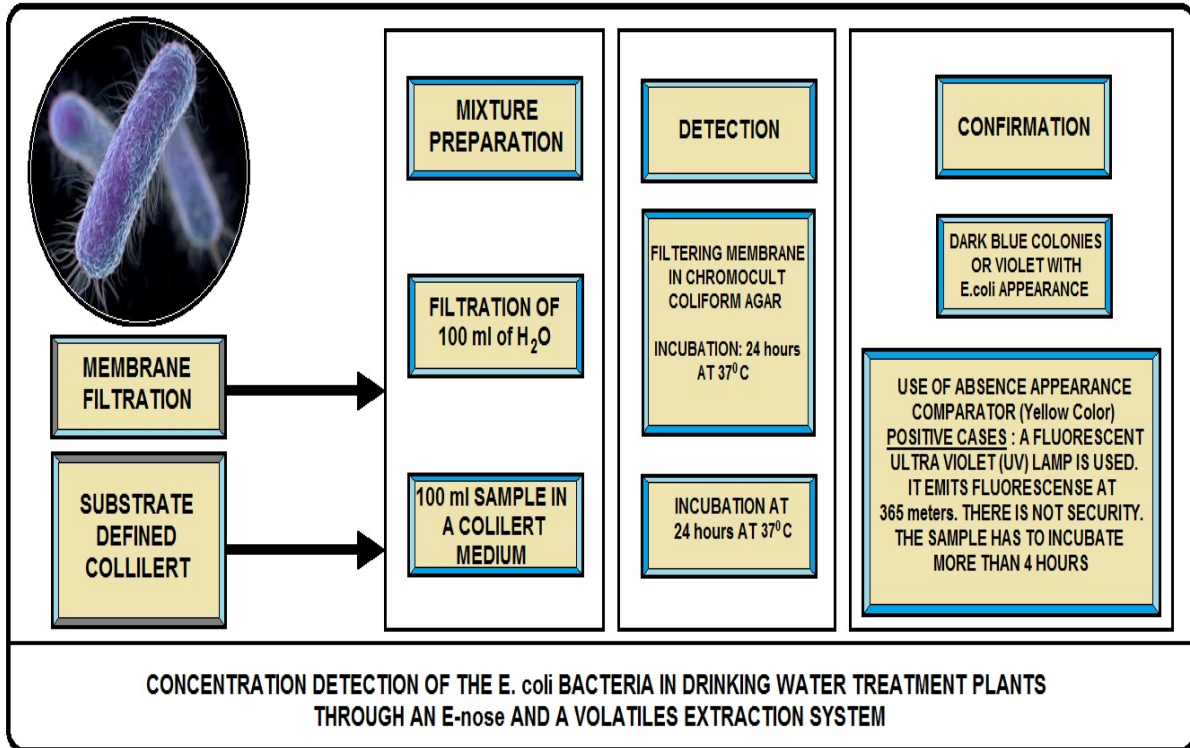 MIXTURE
PREPARATION
DETECTION
CONFIRMATION
MEMBRANE
FILTRATION
FILTRATION OF
100 ml of H₂O
FILTERING MEMBRANE
IN CHROMOCULT
COLIFORM AGAR
INCUBATION: 24 hours
AT 37⁰ C
DARK BLUE COLONIES
OR VIOLET WITH
E.coli APPEARANCE
SUBSTRATE
DEFINED
COLLILERT
100 ml SAMPLE IN
A COLILERT
MEDIUM
INCUBATION AT
24 hours AT 37⁰ C
USE OF ABSENCE APPEARANCE
COMPARATOR (Yellow Color)
POSITIVE CASES : A FLUORESCENT
ULTRA VIOLET (UV) LAMP IS USED.
IT EMITS FLUORESCENSE AT
365 meters. THERE IS NOT SECURITY.
THE SAMPLE HAS TO INCUBATE
MORE THAN 4 HOURS
CONCENTRATION DETECTION OF THE E. coli BACTERIA IN DRINKING WATER TREATMENT PLANTS
THROUGH AN E-nose AND A VOLATILES EXTRACTION SYSTEM